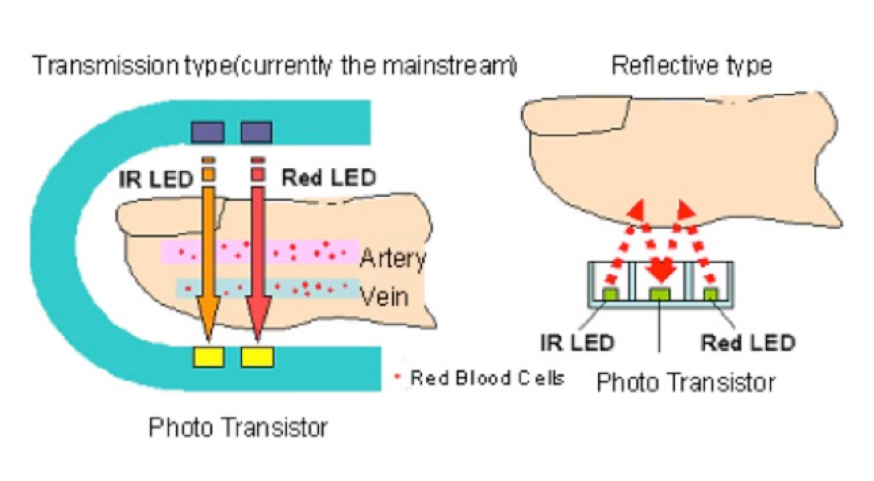 Transmission type(currently the mainstream)
Reflective type
IR LED
Red LED
Artery
Vein
Red Blood Cells
Photo Transistor
IR LED
Red LED
Photo Transistor